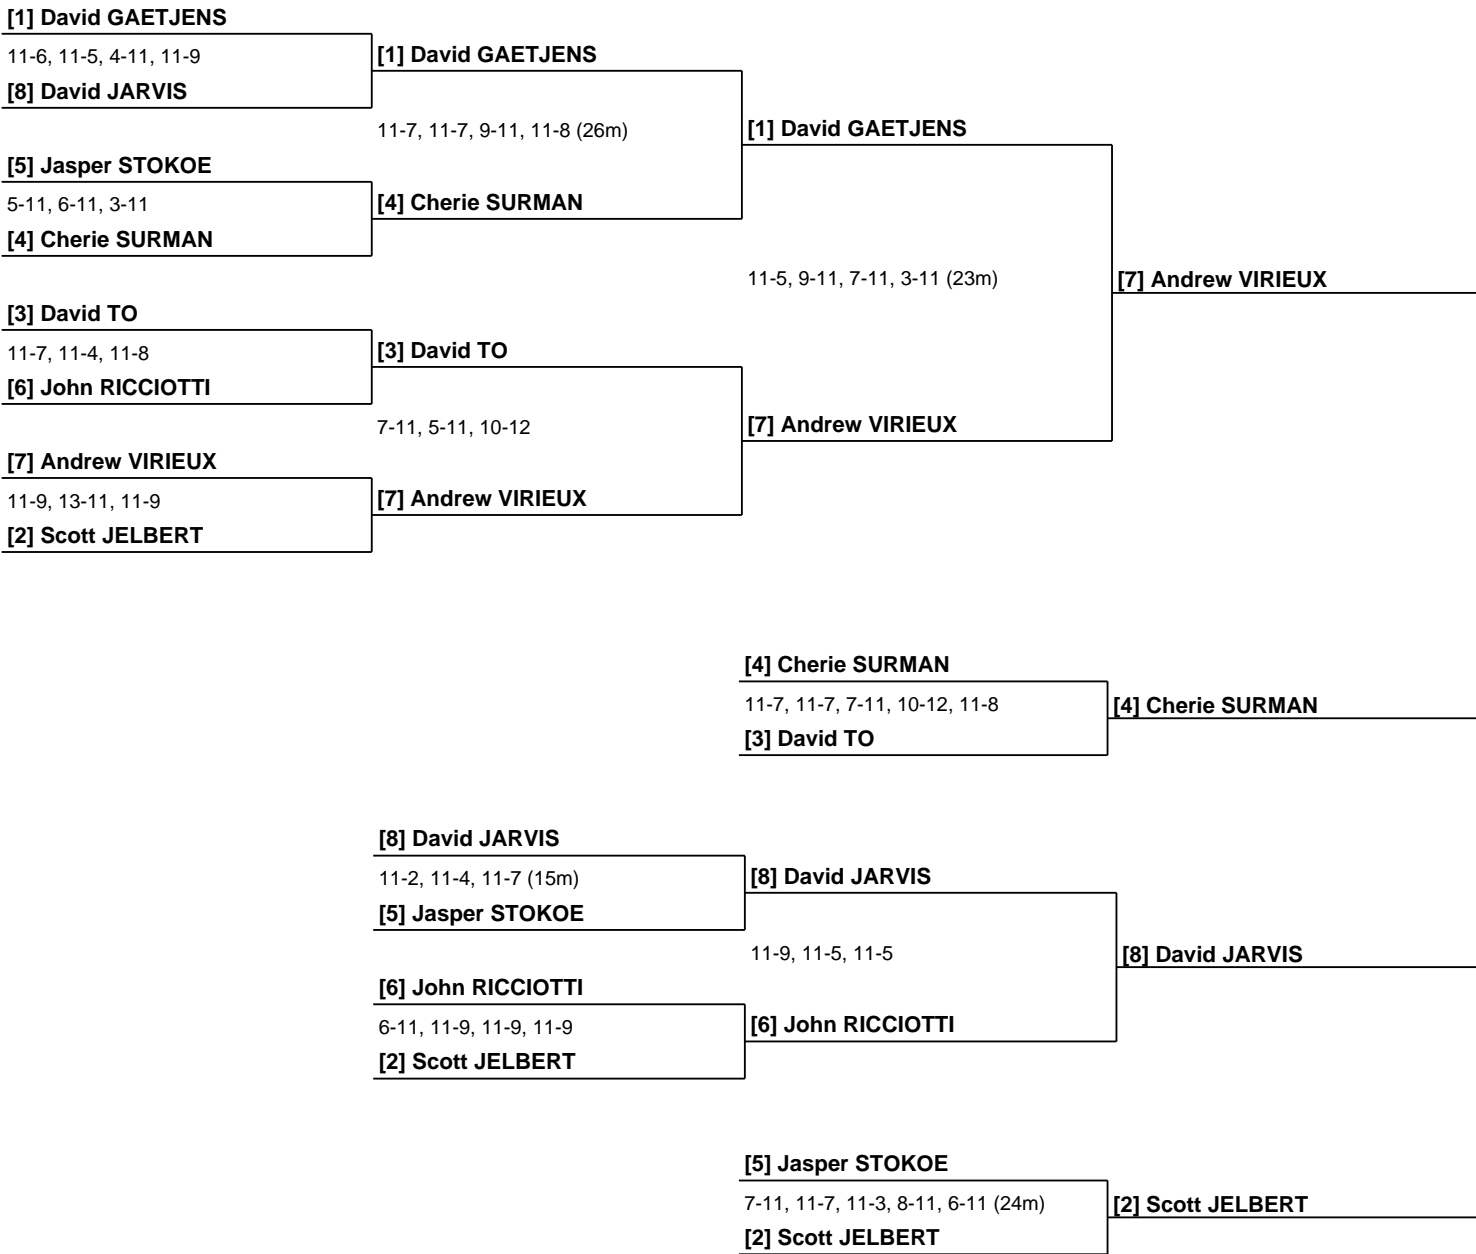 [1] David GAETJENS
11-6, 11-5, 4-11, 11-9
[1] David GAETJENS
[8] David JARVIS
11-7, 11-7, 9-11, 11-8 (26m)
[1] David GAETJENS
[5] Jasper STOKOE
5-11, 6-11, 3-11
[4] Cherie SURMAN
[4] Cherie SURMAN
11-5, 9-11, 7-11, 3-11 (23m)
[7] Andrew VIRIEUX
[3] David TO
11-7, 11-4, 11-8
[3] David TO
[6] John RICCIOTTI
7-11, 5-11, 10-12
[7] Andrew VIRIEUX
[7] Andrew VIRIEUX
11-9, 13-11, 11-9
[7] Andrew VIRIEUX
[2] Scott JELBERT
[4] Cherie SURMAN
11-7, 11-7, 7-11, 10-12, 11-8
[4] Cherie SURMAN
[3] David TO
[8] David JARVIS
11-2, 11-4, 11-7 (15m)
[8] David JARVIS
[5] Jasper STOKOE
11-9, 11-5, 11-5
[8] David JARVIS
[6] John RICCIOTTI
6-11, 11-9, 11-9, 11-9
[6] John RICCIOTTI
[2] Scott JELBERT
[5] Jasper STOKOE
7-11, 11-7, 11-3, 8-11, 6-11 (24m)
[2] Scott JELBERT
[2] Scott JELBERT